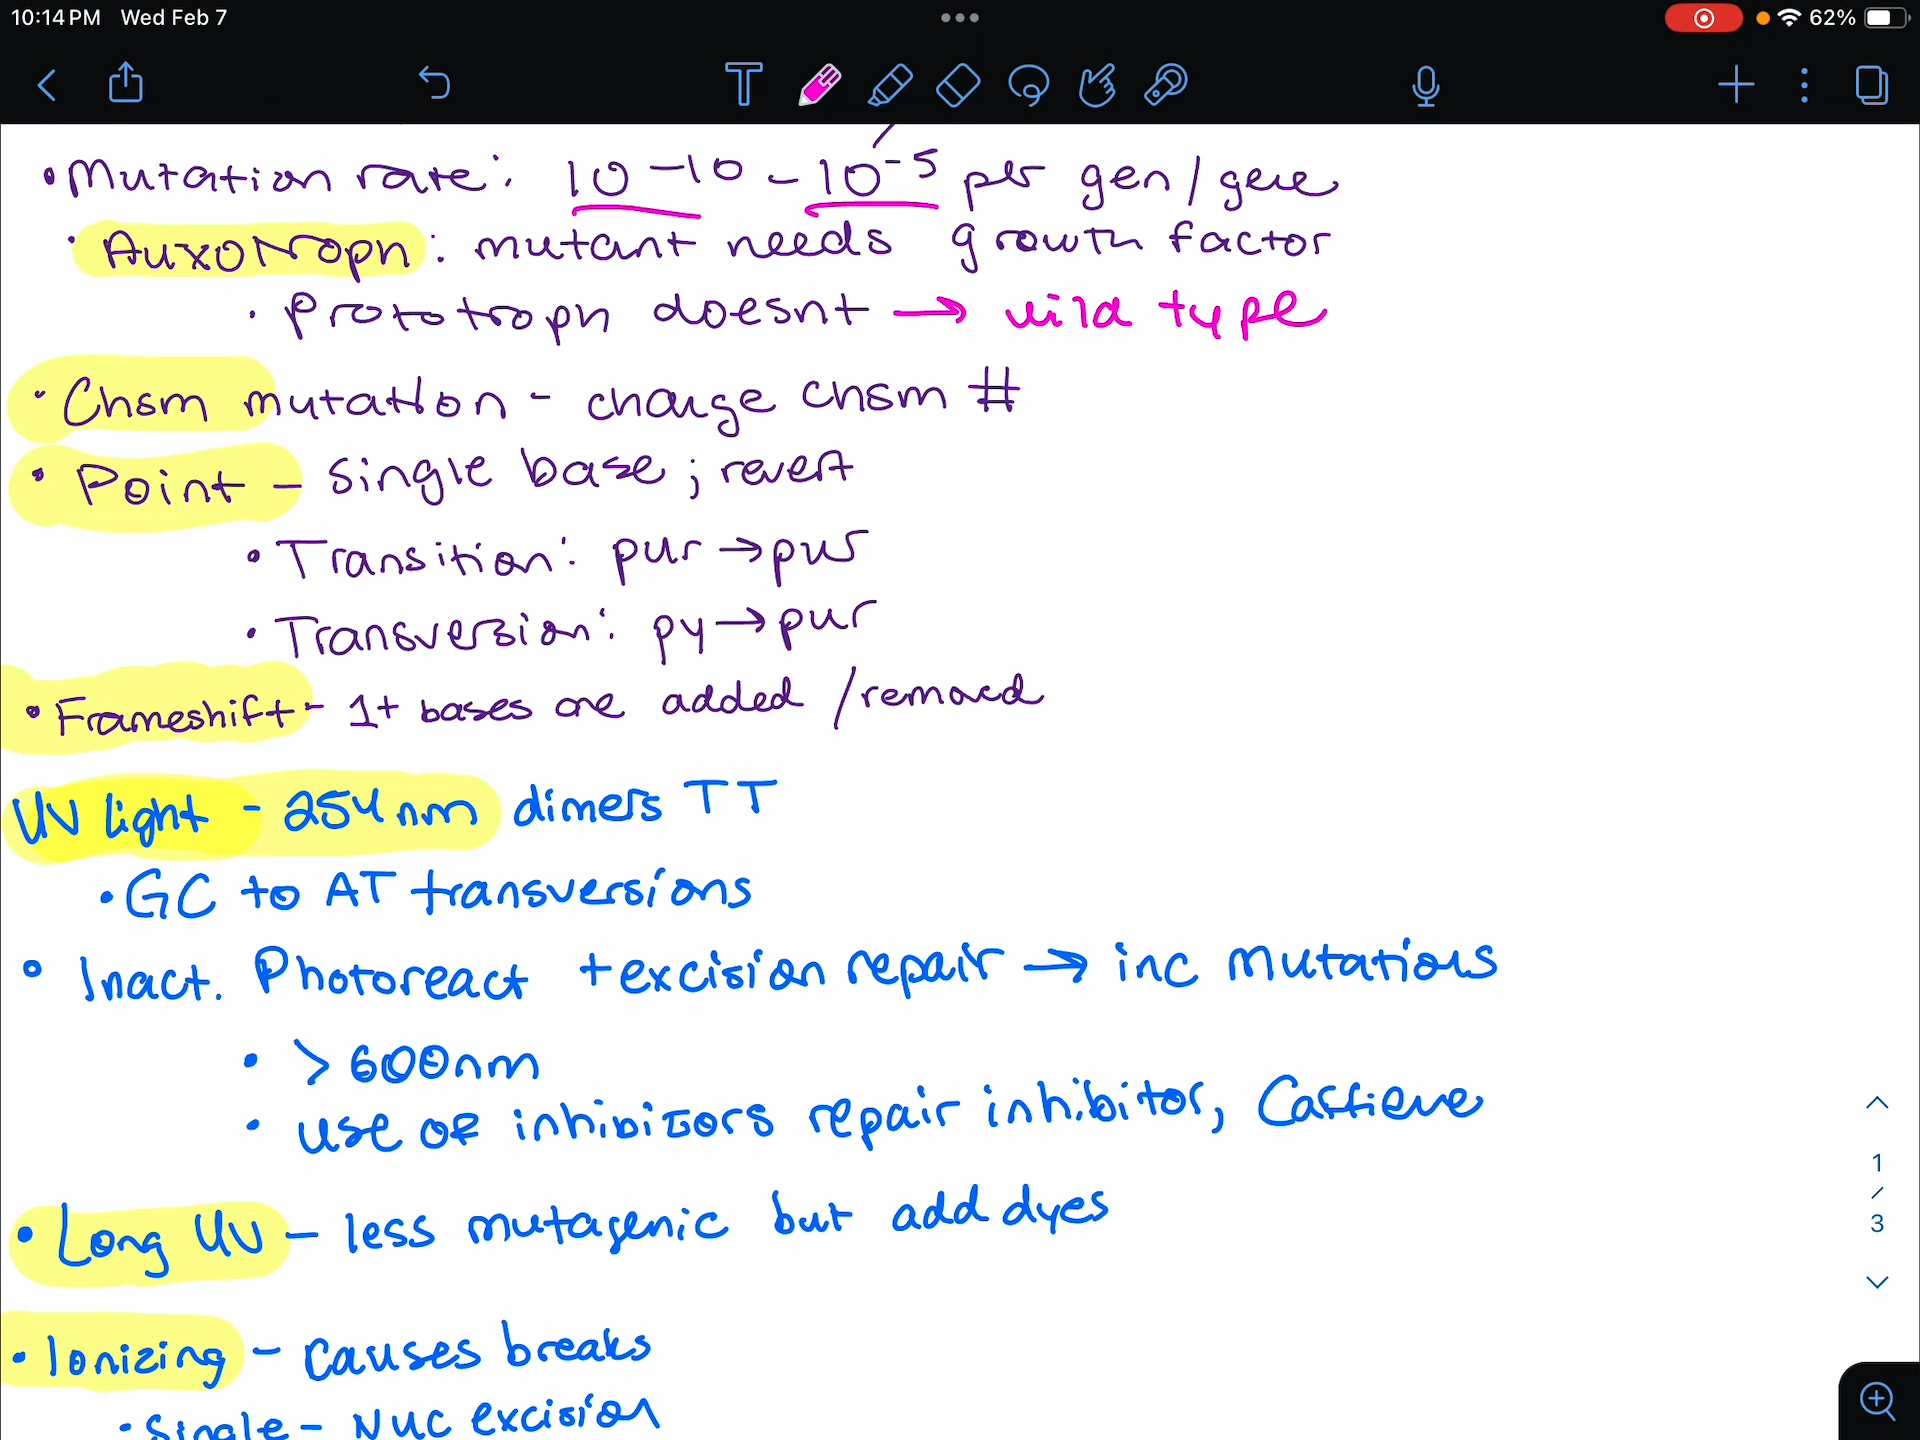 10:14 PM Wed Feb 7
62%
T
• Mutation rate: 10⁻¹⁰ - 10⁻⁵ per gen/gene
• Auxotroph: mutant needs growth factor
• Prototroph doesnt → wild type
• Chsm mutation - change chsm #
• Point - single base; revert
• Transition: pur → pur
• Transversion: py → pur
• Frameshift - 1+ bases are added /removed
UV light - 254nm dimers TT
• GC to AT transversions
• Inact. Photoreact + excision repair → inc mutations
• > 600nm
• use of inhibitors repair inhibitor, Caffiene
• Long UV - less mutagenic but add dyes
• Ionizing - causes breaks
• Single - Nuc excision
1
/
3